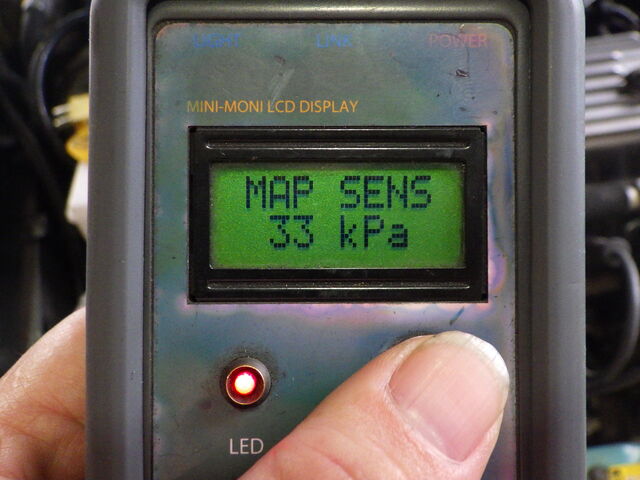 LIGHT LINK POWER
MINI-MONI LCD DISPLAY
MAP SENS
33 kPa
LED